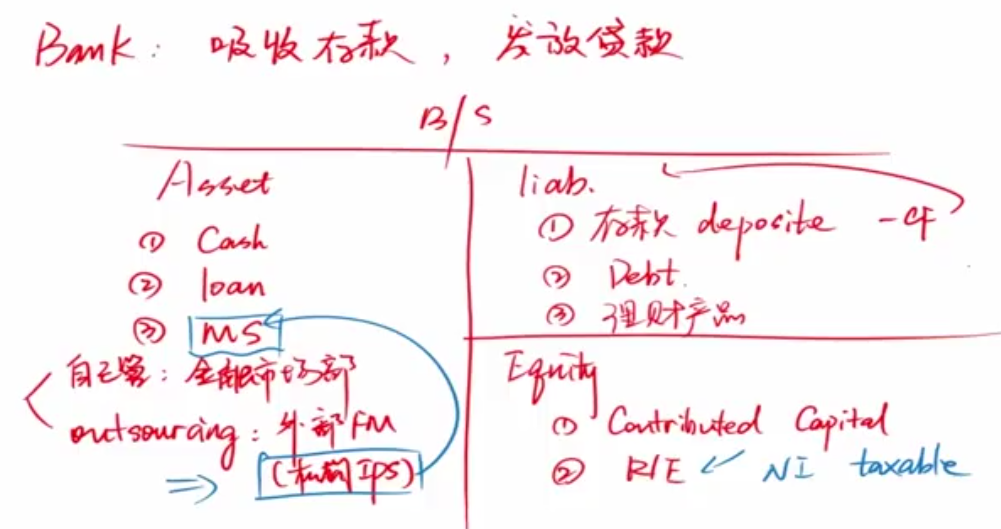 Bank: 吸收存款, 发放贷款
B/S
Asset
① Cash
② loan
③ MS
自己管: 金融市场部
outsourcing: 外部FM
⇒ (机构IPS)
liab.
① 存款 deposite -CF
② Debt.
③ 理财产品
Equity
① Contributed Capital
② R/E ← NI taxable